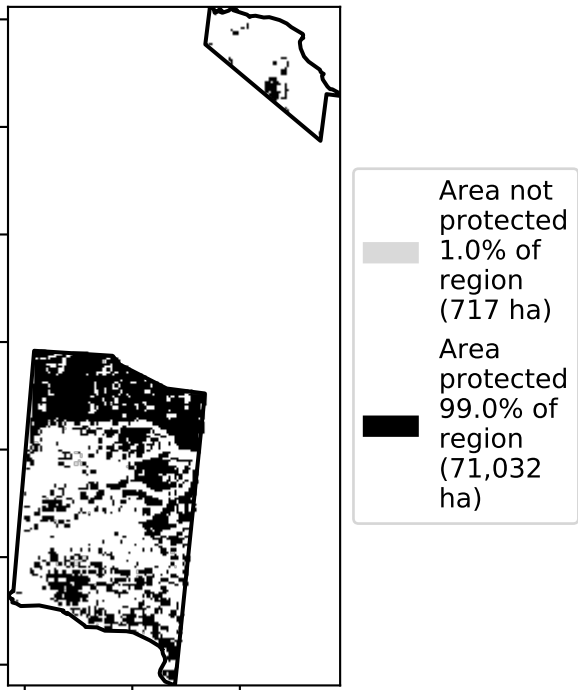 Area not
protected
1.0% of
region
(717 ha)
Area
protected
99.0% of
region
(71,032
ha)